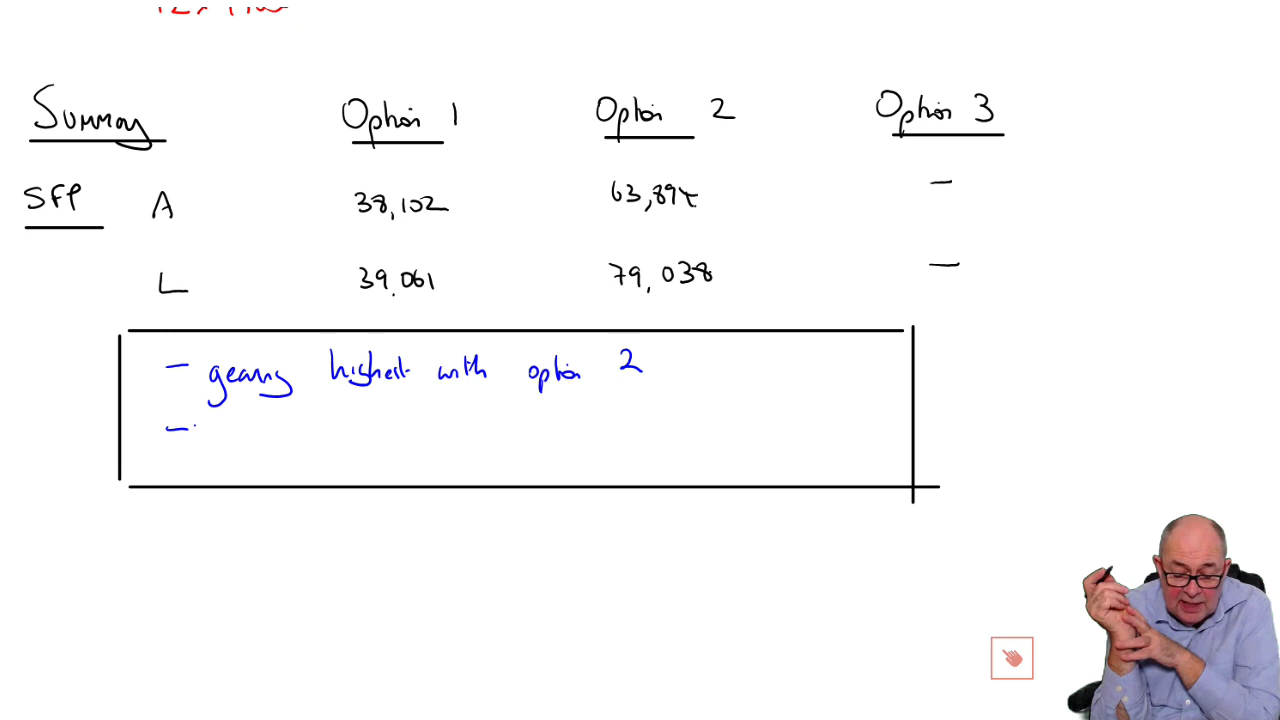 Summary Option 1 Option 2 Option 3
SFP A 38,102 63,894 —
L 39.061 79,038 —
— gearing highest with option 2
—